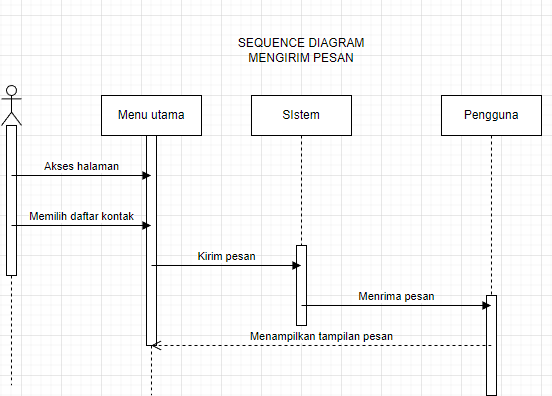 SEQUENCE DIAGRAM
MENGIRIM PESAN
Menu utama
SIstem
Pengguna
Akses halaman
Memilih daftar kontak
Kirim pesan
Menrima pesan
Menampilkan tampilan pesan